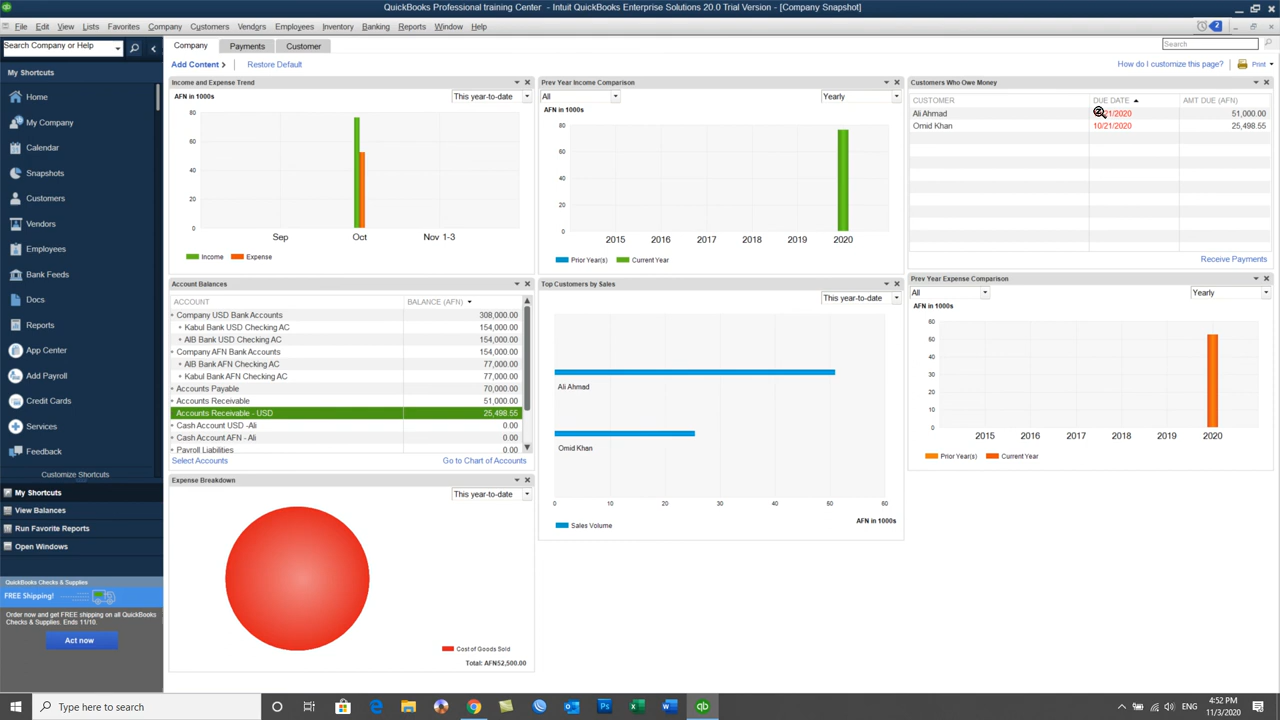 QuickBooks Professional training Center - Intuit QuickBooks Enterprise Solutions 20.0 Trial Version - [Company Snapshot]
File Edit View Lists Favorites Company Customers Vendors Employees Inventory Banking Reports Window Help
2
Search Company or Help
Company Payments Customer
Search
Add Content Restore Default
How do I customize this page? Print
My Shortcuts
Home
My Company
Calendar
Snapshots
Customers
Vendors
Employees
Bank Feeds
Docs
Reports
App Center
Add Payroll
Credit Cards
Services
Feedback
Customize Shortcuts
My Shortcuts
View Balances
Run Favorite Reports
Open Windows
QuickBooks Checks & Supplies
FREE Shipping!
Order now and get FREE shipping on all QuickBooks
Checks & Supplies. Ends 11/10.
Act now
Income and Expense Trend
AFN in 1000s
This year-to-date
80
60
40
20
0
Sep Oct Nov 1-3
Income Expense
Prev Year Income Comparison
All Yearly
AFN in 1000s
80
60
40
20
0
2015 2016 2017 2018 2019 2020
Prior Year(s) Current Year
Customers Who Owe Money
CUSTOMER DUE DATE AMT DUE (AFN)
Ali Ahmad 51,000.00
Omid Khan 10/21/2020 25,498.55
Receive Payments
Account Balances
ACCOUNT BALANCE (AFN)
Company USD Bank Accounts 308,000.00
Kabul Bank USD Checking AC 154,000.00
AIB Bank USD Checking AC 154,000.00
Company AFN Bank Accounts 154,000.00
AIB Bank AFN Checking AC 77,000.00
Kabul Bank AFN Checking AC 77,000.00
Accounts Payable 70,000.00
Accounts Receivable 51,000.00
Accounts Receivable - USD 25,498.55
Cash Account USD -Ali 0.00
Cash Account AFN - Ali 0.00
Payroll Liabilities 0.00
Select Accounts Go to Chart of Accounts
Top Customers by Sales
This year-to-date
Ali Ahmad
Omid Khan
0 10 20 30 40 50 60
AFN in 1000s
Sales Volume
Prev Year Expense Comparison
All Yearly
AFN in 1000s
60
50
40
30
20
10
0
2015 2016 2017 2018 2019 2020
Prior Year(s) Current Year
Expense Breakdown
This year-to-date
Cost of Goods Sold
Total: AFN52,500.00
Type here to search
ENG
4:52 PM
11/3/2020